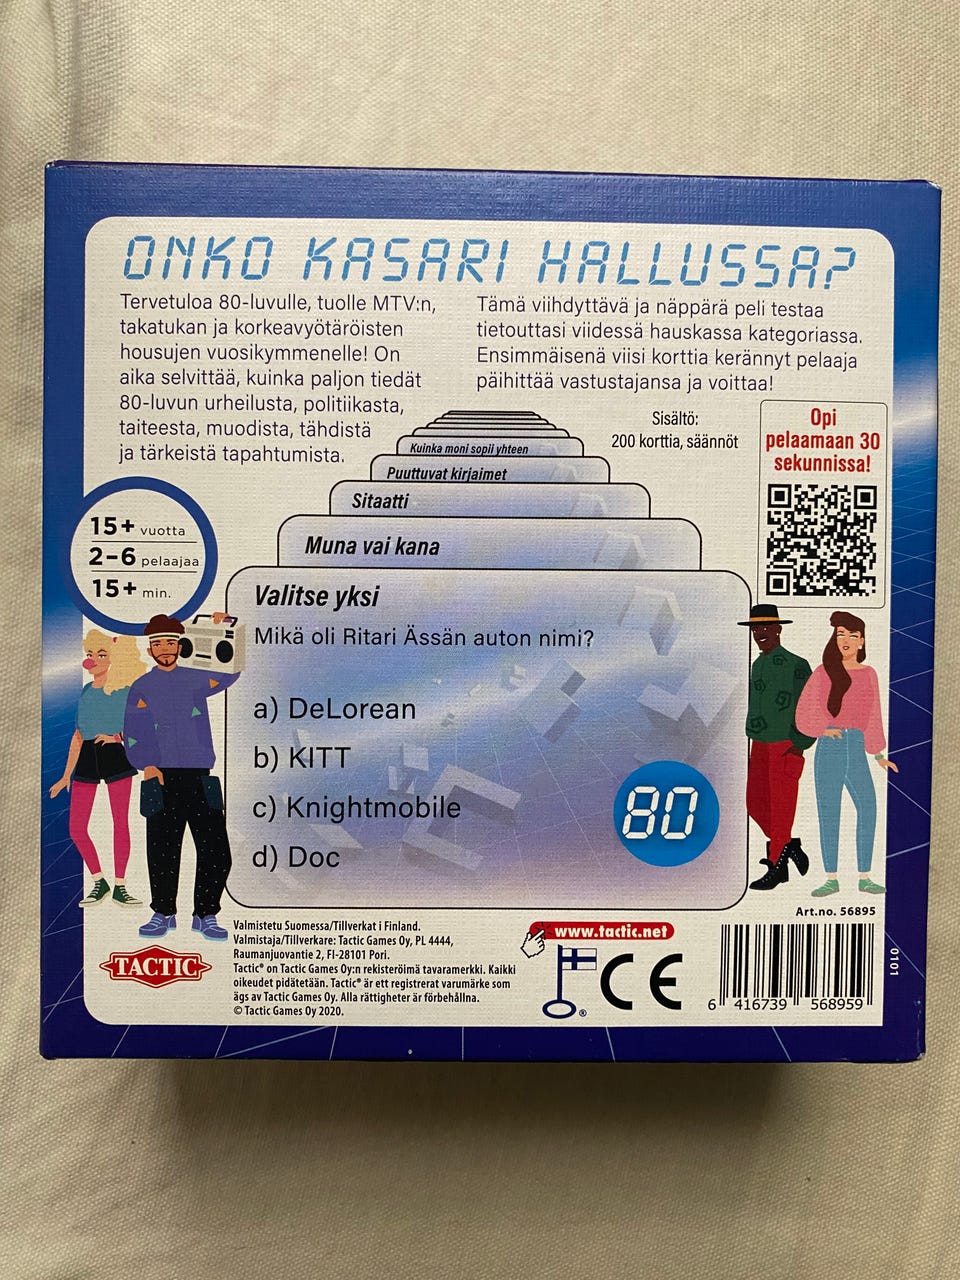 ONKO KASARI HALLUSSA?
Tervetuloa 80-luvulle, tuolle MTV:n,
takatukan ja korkeavyötäröisten
housujen vuosikymmenelle! On
aika selvittää, kuinka paljon tiedät
80-luvun urheilusta, politiikasta,
taiteesta, muodista, tähdistä
ja tärkeistä tapahtumista.
Tämä viihdyttävä ja näppärä peli testaa
tietouttasi viidessä hauskassa kategoriassa.
Ensimmäisenä viisi korttia kerännyt pelaaja
päihittää vastustajansa ja voittaa!
Sisältö:
200 korttia, säännöt
Opi
pelaamaan 30
sekunnissa!
15+ vuotta
2-6 pelaajaa
15+ min.
Kuinka moni sopii yhteen
Puuttuvat kirjaimet
Sitaatti
Muna vai kana
Valitse yksi
Mikä oli Ritari Ässän auton nimi?
a) DeLorean
b) KITT
c) Knightmobile
d) Doc
80
TACTIC
Valmistettu Suomessa/Tillverkat i Finland.
Valmistaja/Tillverkare: Tactic Games Oy, PL 4444,
Raumanjuovantie 2, FI-28101 Pori.
Tactic® on Tactic Games Oy:n rekisteröimä tavaramerkki. Kaikki
oikeudet pidätetään. Tactic® är ett registrerat varumärke som
ägs av Tactic Games Oy. Alla rättigheter är förbehållna.
© Tactic Games Oy 2020.
www.tactic.net
®
CE
Art.no. 56895
6 416739 568959
0101